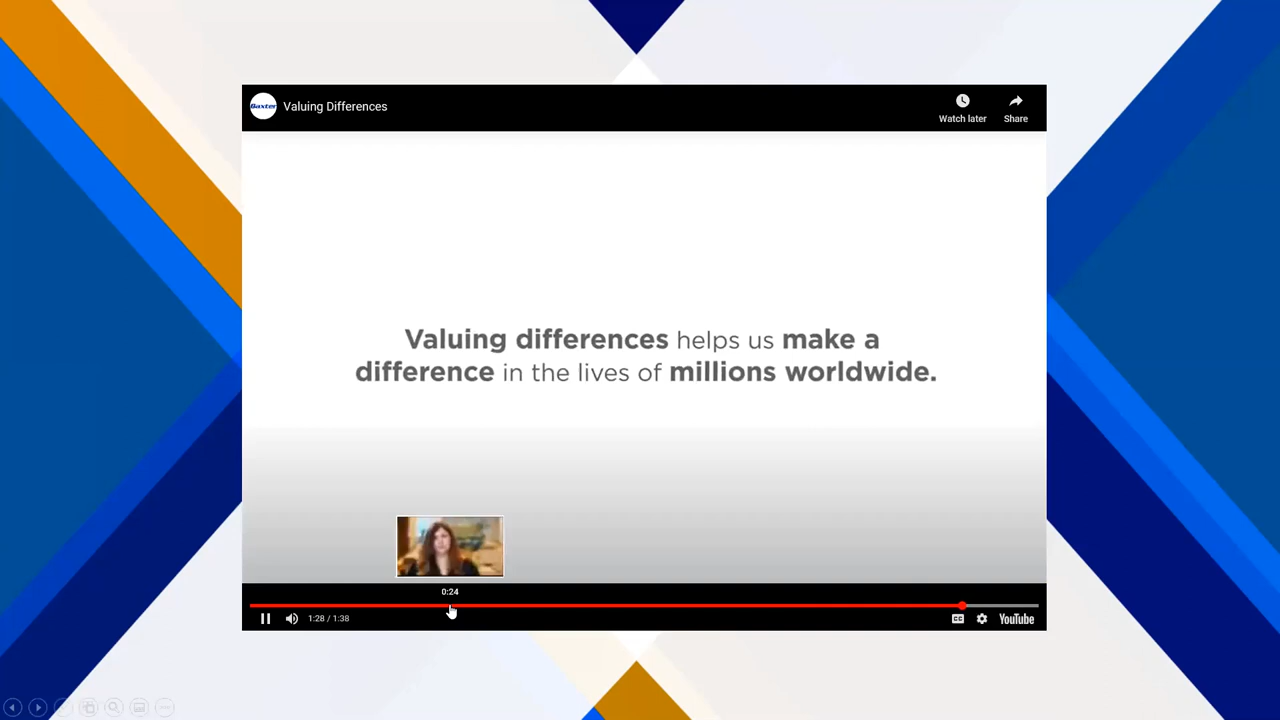 Baxter
Valuing Differences
Watch later
Share
Valuing differences helps us make a
difference in the lives of millions worldwide.
0:24
1:28 / 1:38
CC
YouTube